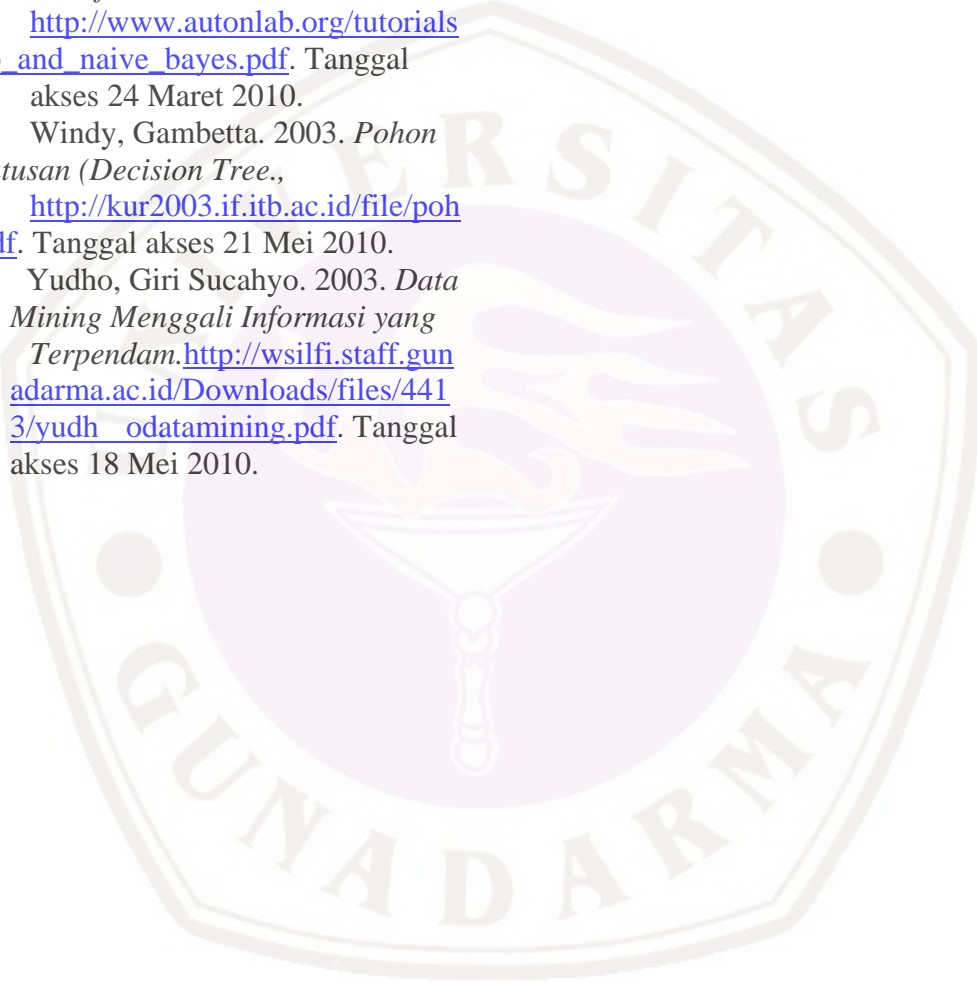 http://www.autonlab.org/tutorials
_and_naive_bayes.pdf. Tanggal
akses 24 Maret 2010.
Windy, Gambetta. 2003. Pohon
tusan (Decision Tree.,
http://kur2003.if.itb.ac.id/file/poh
df. Tanggal akses 21 Mei 2010.
Yudho, Giri Sucahyo. 2003. Data
Mining Menggali Informasi yang
Terpendam.http://wsilfi.staff.gun
adarma.ac.id/Downloads/files/441
3/yudh odatamining.pdf. Tanggal
akses 18 Mei 2010.
UNIVERSITAS
GUNADARMA